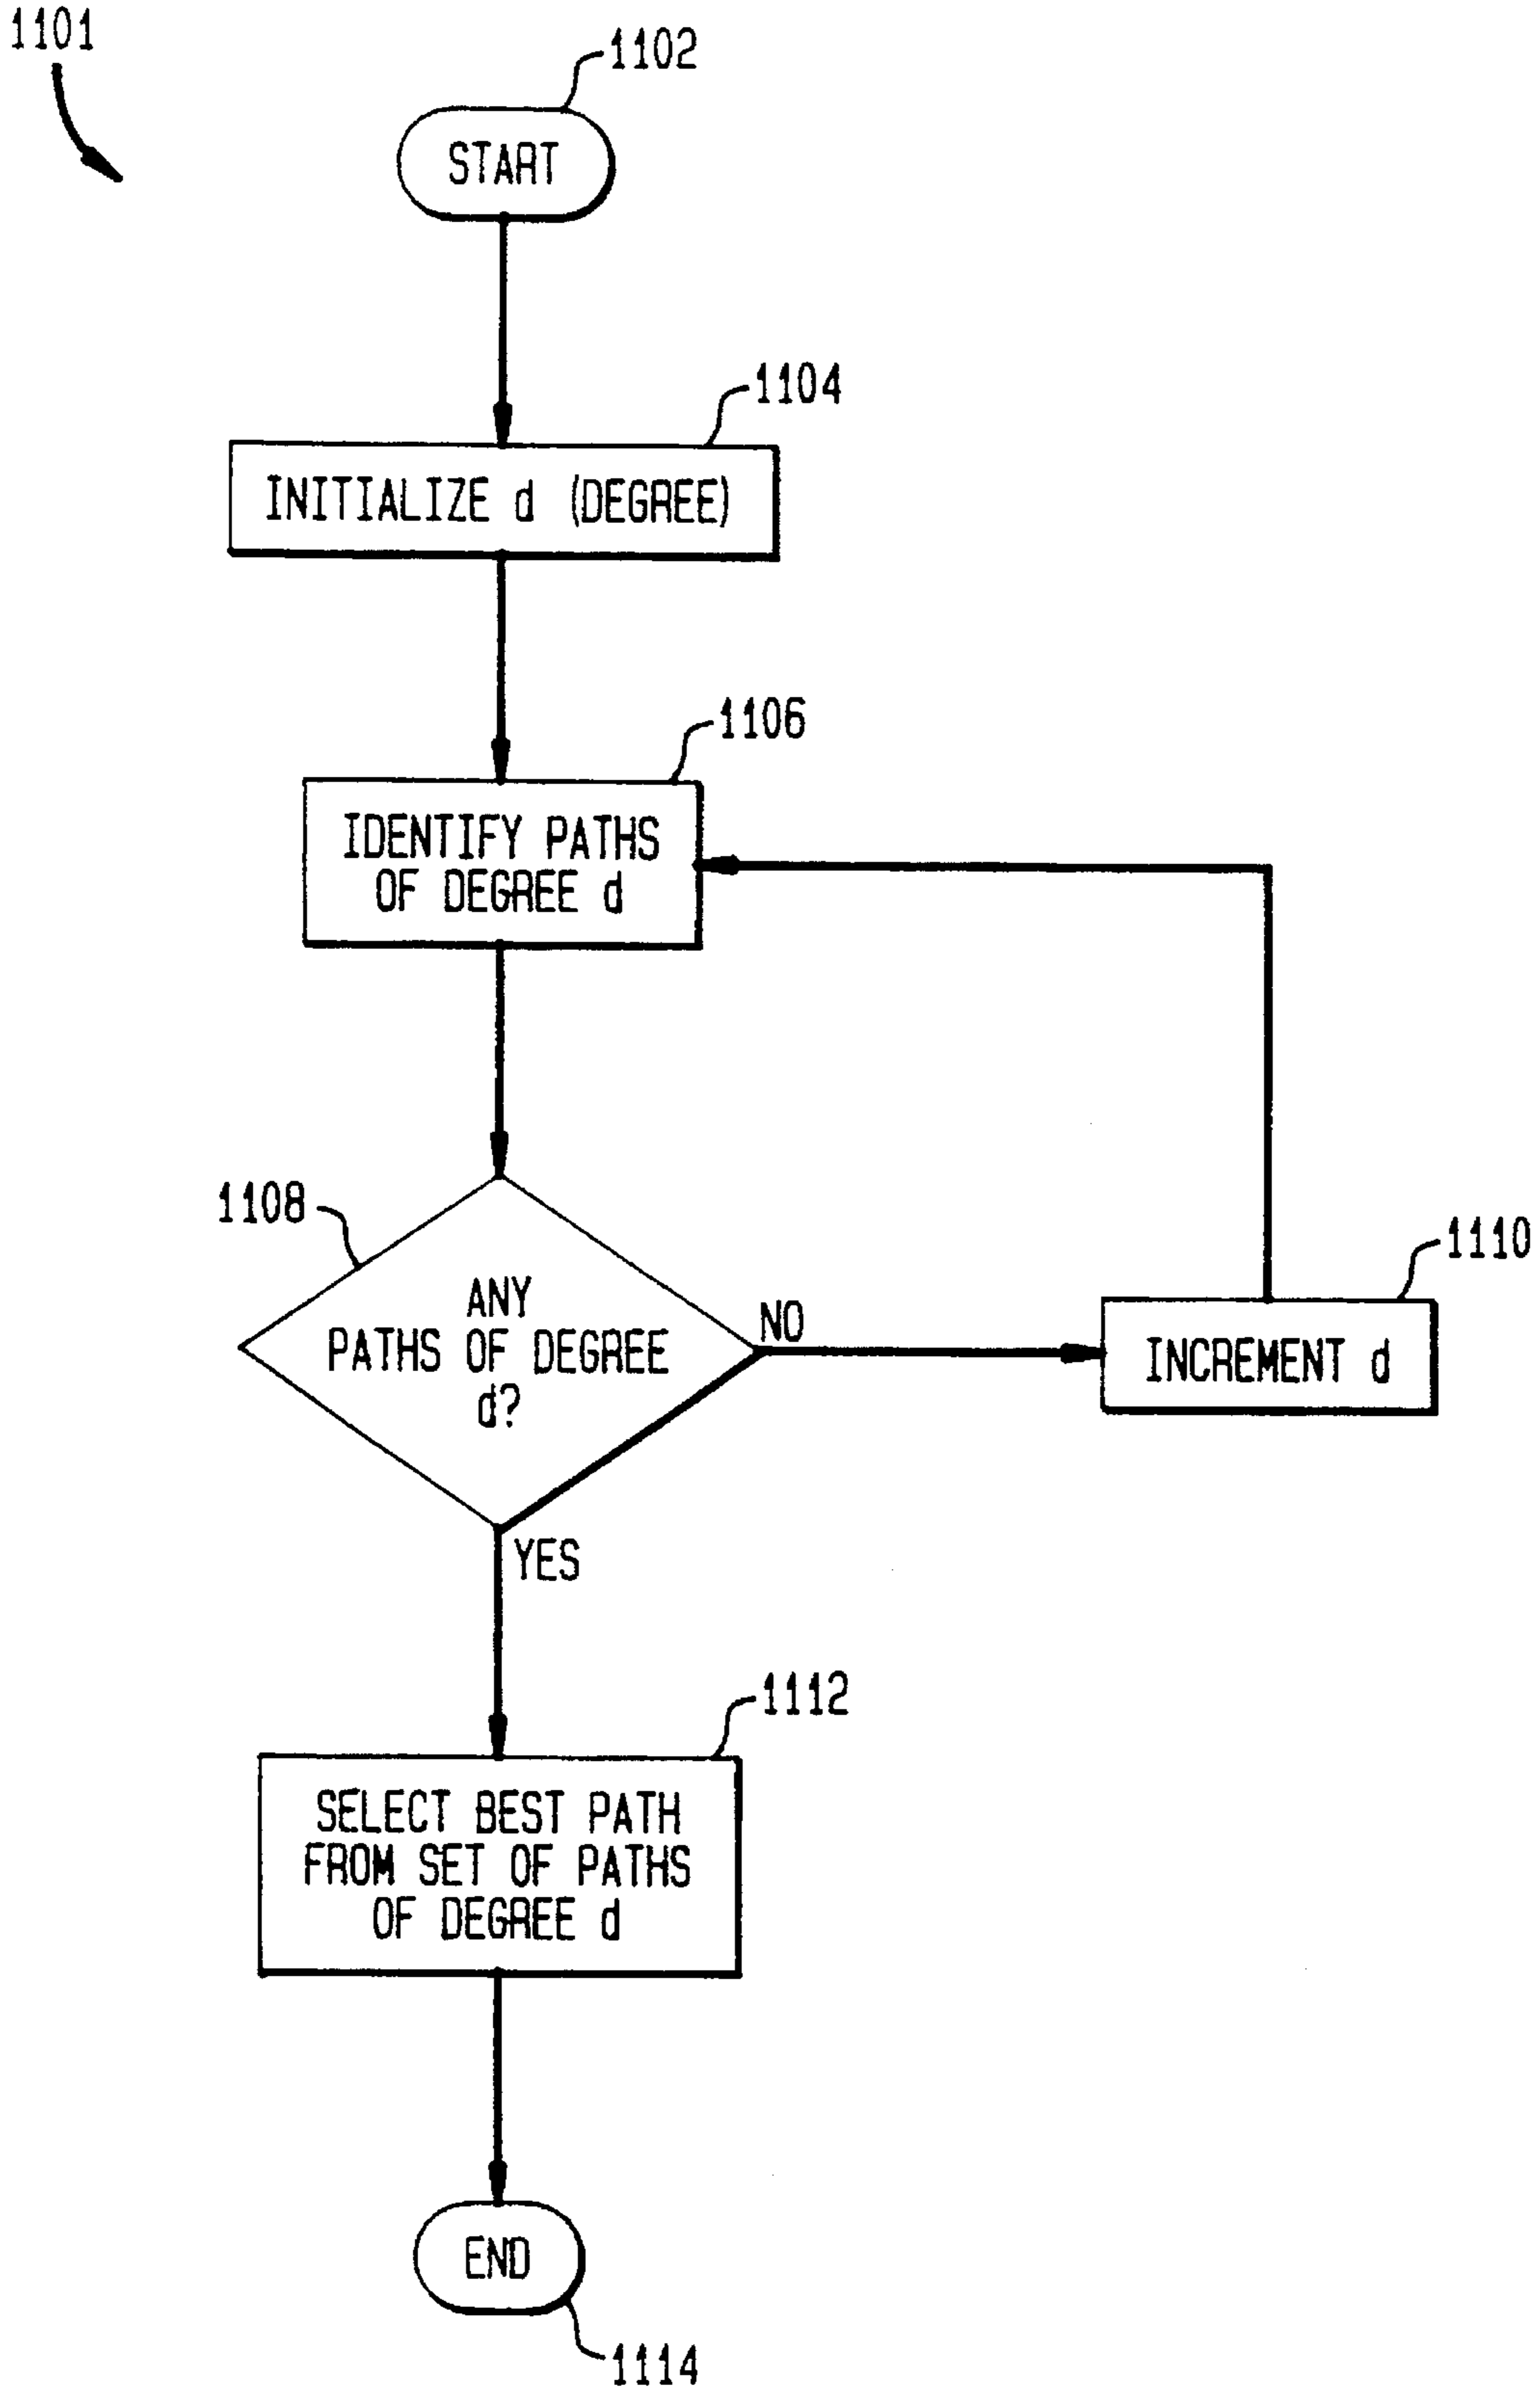 1101
1102
START
1104
INITIALIZE d (DEGREE)
1106
IDENTIFY PATHS
OF DEGREE d
1108
ANY
PATHS OF DEGREE
d?
NO
1110
INCREMENT d
YES
1112
SELECT BEST PATH
FROM SET OF PATHS
OF DEGREE d
END
1114